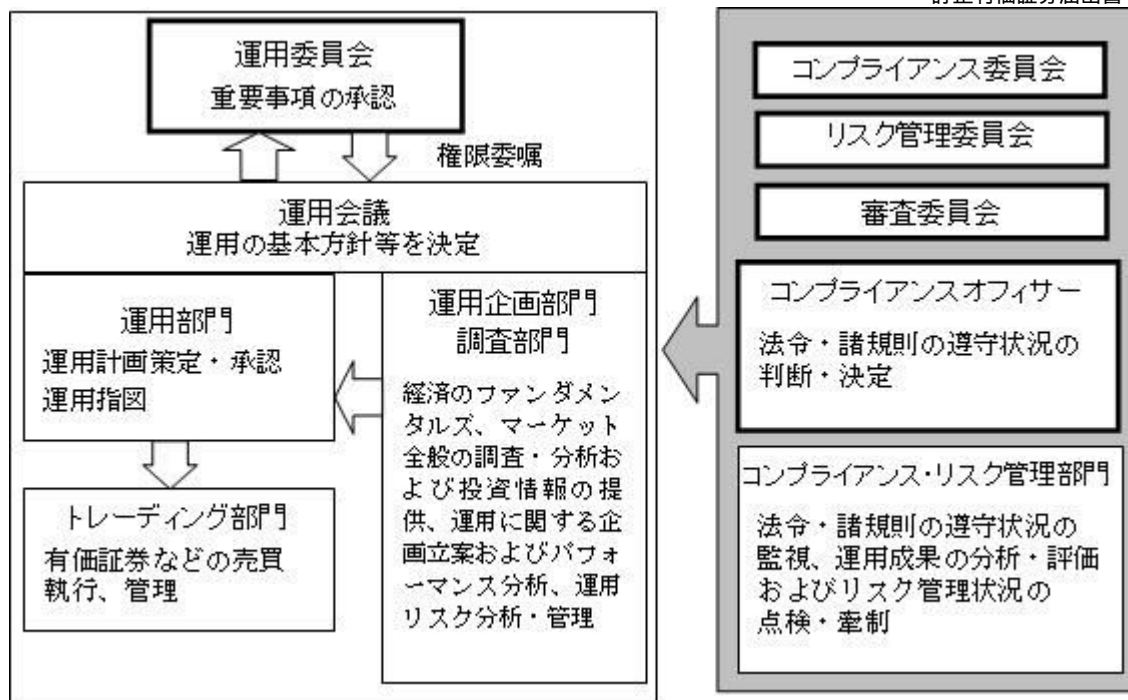 運用委員会
重要事項の承認
権限委嘱
運用会議
運用の基本方針等を決定
運用部門
運用計画策定・承認
運用指図
トレーディング部門
有価証券などの売買
執行、管理
運用企画部門
調査部門
経済のファンダメン
タルズ、マーケット
全般の調査・分析お
よび投資情報の提
供、運用に関する企
画立案およびパフォ
ーマンス分析、運用
リスク分析・管理
コンプライアンス委員会
リスク管理委員会
審査委員会
コンプライアンスオフィサー
法令・諸規則の遵守状況の
判断・決定
コンプライアンス・リスク管理部門
法令・諸規則の遵守状況の
監視、運用成果の分析・評価
およびリスク管理状況の
点検・牽制